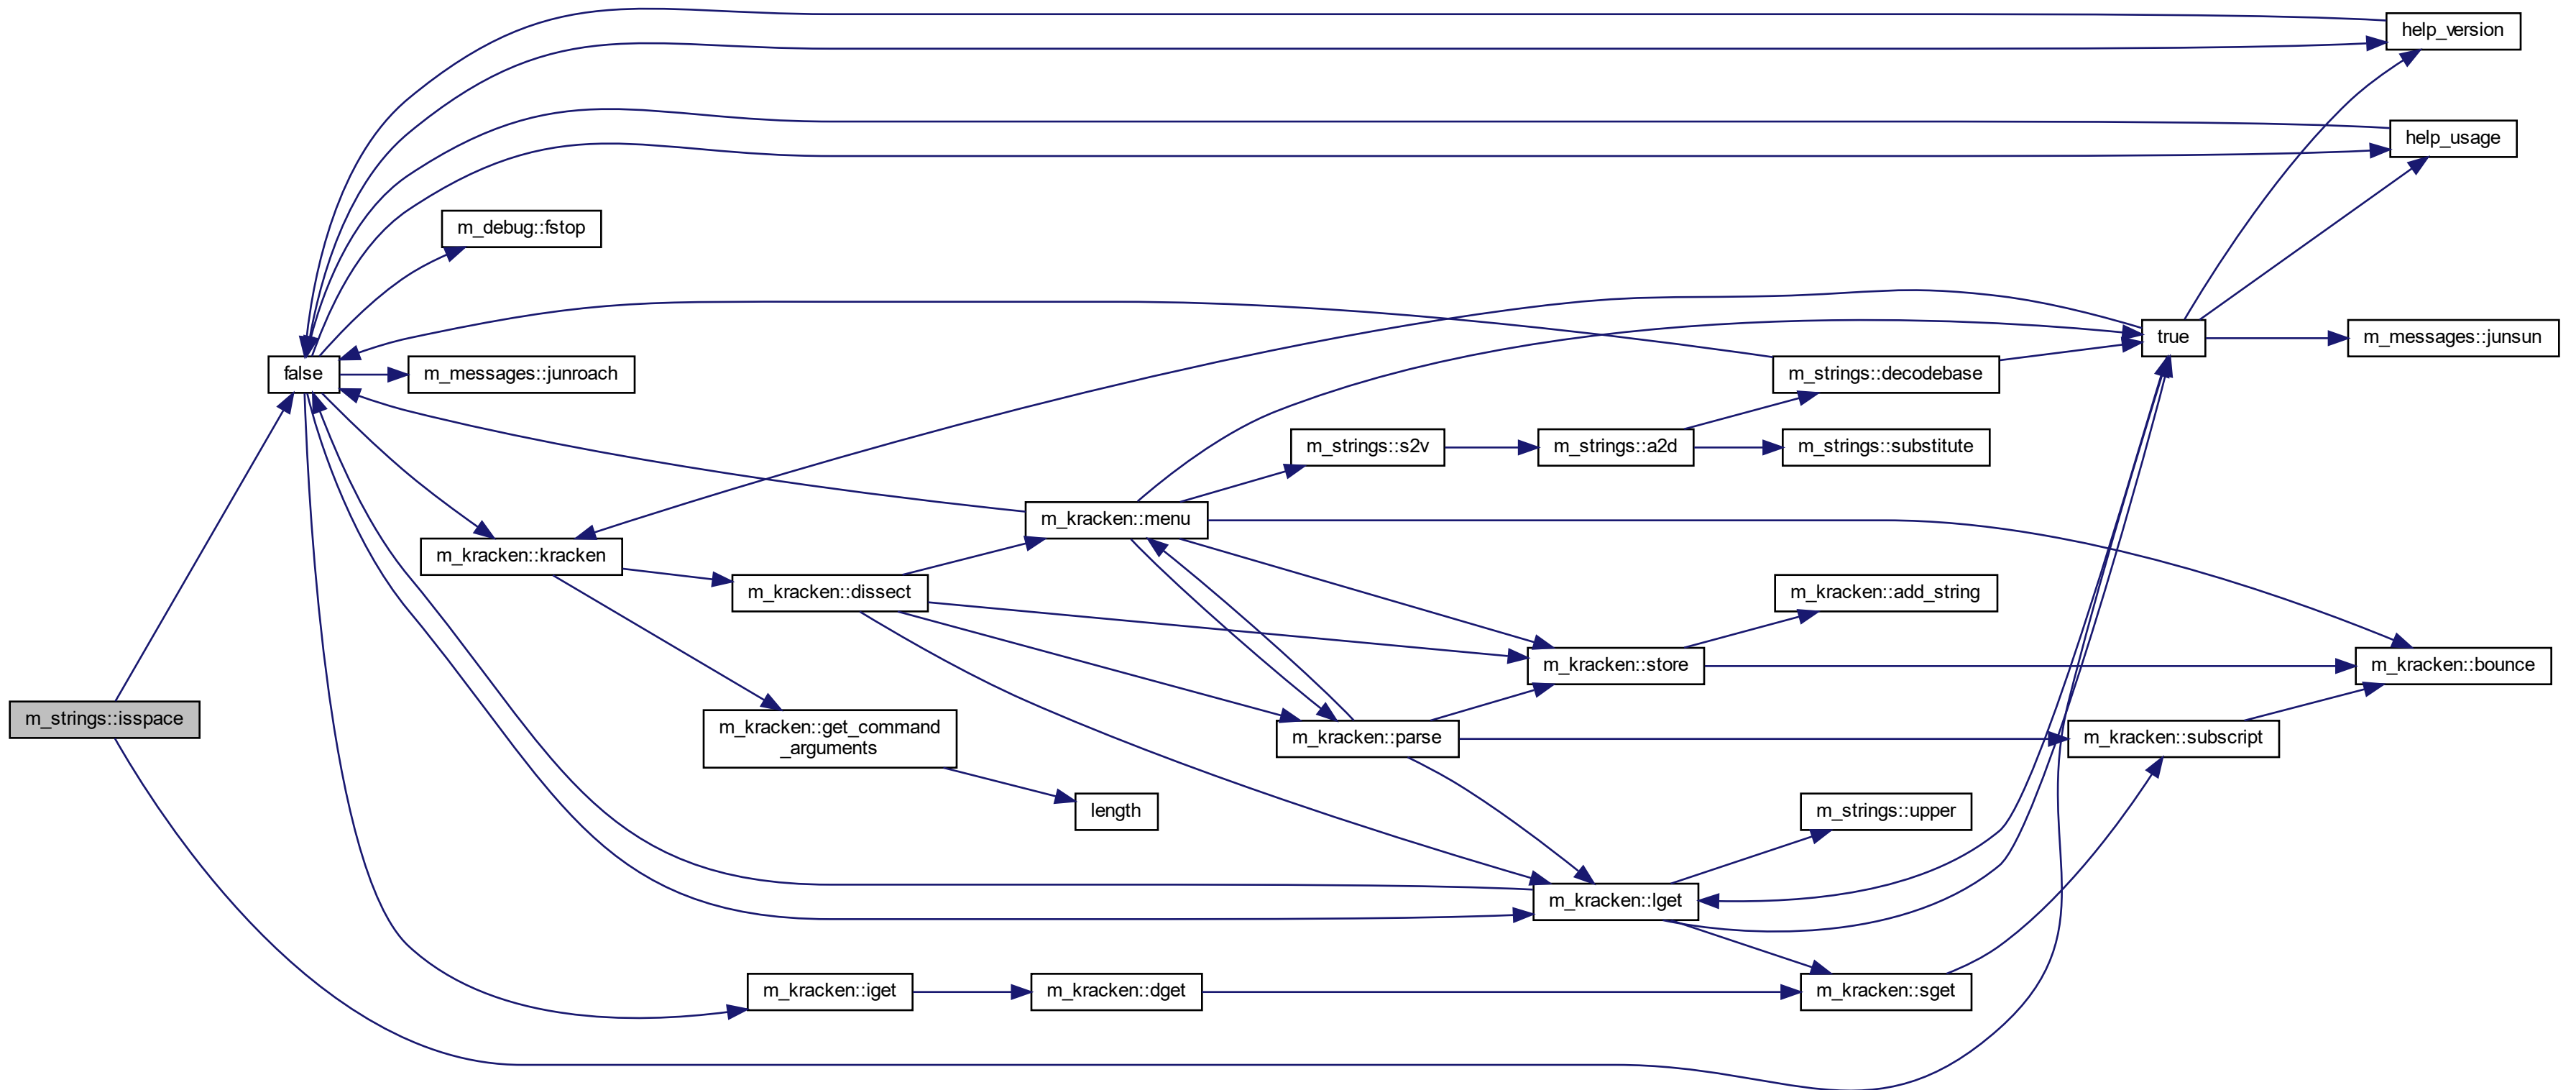 help_version
help_usage
m_debug::fstop
true
m_messages::junsun
false
m_messages::junroach
m_strings::decodebase
m_strings::s2v
m_strings::a2d
m_strings::substitute
m_kracken::menu
m_kracken::kracken
m_kracken::dissect
m_kracken::add_string
m_kracken::store
m_kracken::bounce
m_strings::isspace
m_kracken::get_command
_arguments
m_kracken::parse
m_kracken::subscript
length
m_strings::upper
m_kracken::lget
m_kracken::iget
m_kracken::dget
m_kracken::sget